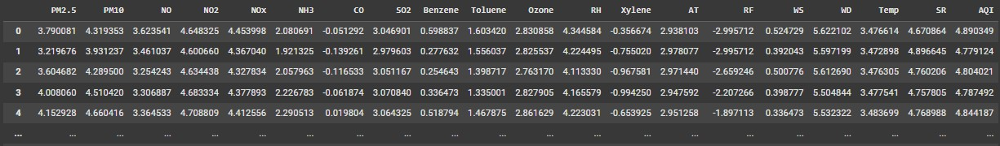 PM2.5 PM10 NO NO2 NOx NH3 CO SO2 Benzene Toluene Ozone RH Xylene AT RF WS WD Temp SR AQI
0 3.790081 4.319353 3.623541 4.648325 4.453998 2.080691 -0.051292 3.046901 0.598837 1.603420 2.830858 4.344584 -0.356674 2.938103 -2.995712 0.524729 5.622102 3.476614 4.670864 4.890349
1 3.219676 3.931237 3.461037 4.600660 4.367040 1.921325 -0.139261 2.979603 0.277632 1.556037 2.825537 4.224495 -0.755020 2.978077 -2.995712 0.392043 5.597199 3.472898 4.896645 4.779124
2 3.604682 4.289500 3.254243 4.634438 4.327834 2.057963 -0.116533 3.051167 0.254643 1.398717 2.763170 4.113330 -0.967581 2.971440 -2.659246 0.500776 5.612690 3.476305 4.760206 4.804021
3 4.008060 4.510420 3.306887 4.683334 4.377893 2.226783 -0.061874 3.070840 0.336473 1.335001 2.827905 4.165579 -0.994250 2.947592 -2.207266 0.398777 5.504844 3.477541 4.757805 4.787492
4 4.152928 4.660416 3.364533 4.708809 4.412556 2.290513 0.019804 3.064325 0.518794 1.467875 2.861629 4.223031 -0.653925 2.951258 -1.897113 0.336473 5.532322 3.483699 4.768988 4.844187
... ... ... ... ... ... ... ... ... ... ... ... ... ... ... ... ... ... ... ... ...